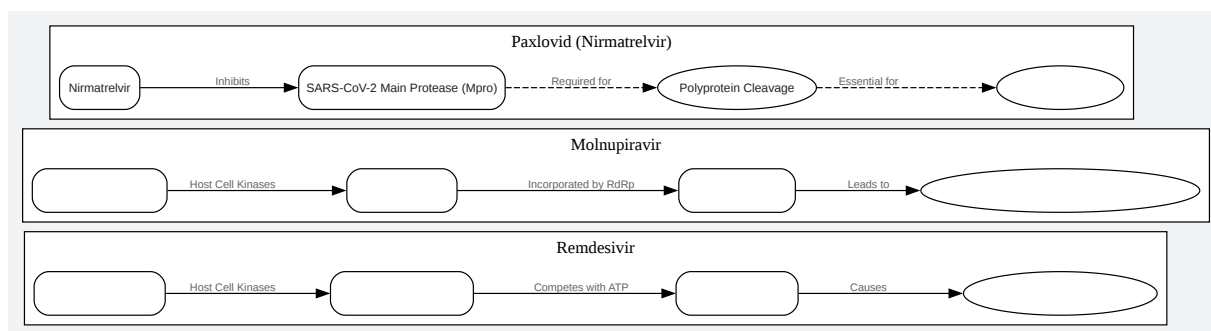 Paxlovid (Nirmatrelvir)
Nirmatrelvir
Inhibits
SARS-CoV-2 Main Protease (Mpro)
Required for
Polyprotein Cleavage
Essential for
Molnupiravir
Host Cell Kinases
Incorporated by RdRp
Leads to
Remdesivir
Host Cell Kinases
Competes with ATP
Causes